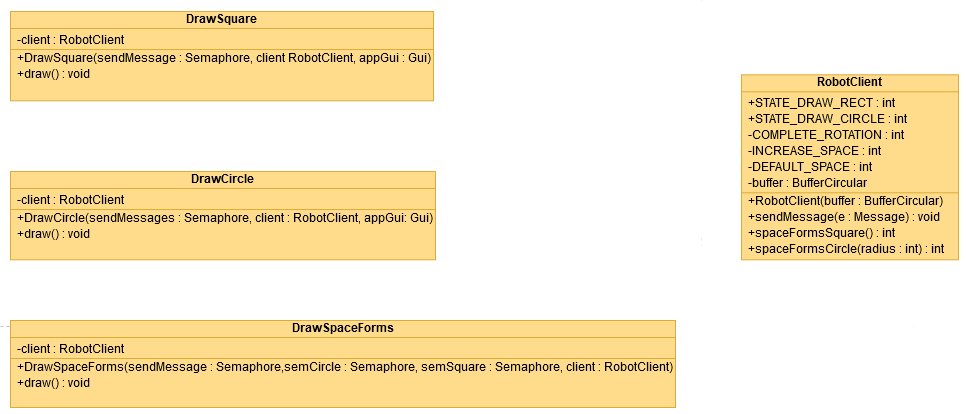 DrawSquare
-client : RobotClient
+DrawSquare(sendMessage : Semaphore, client RobotClient, appGui : Gui)
+draw() : void
DrawCircle
-client : RobotClient
+DrawCircle(sendMessages : Semaphore, client : RobotClient, appGui: Gui)
+draw() : void
DrawSpaceForms
-client : RobotClient
+DrawSpaceForms(sendMessage : Semaphore,semCircle : Semaphore, semSquare : Semaphore, client : RobotClient)
+draw() : void
RobotClient
+STATE_DRAW_RECT : int
+STATE_DRAW_CIRCLE : int
-COMPLETE_ROTATION : int
-INCREASE_SPACE : int
-DEFAULT_SPACE : int
-buffer : BufferCircular
+RobotClient(buffer : BufferCircular)
+sendMessage(e : Message) : void
+spaceFormsSquare() : int
+spaceFormsCircle(radius : int) : int